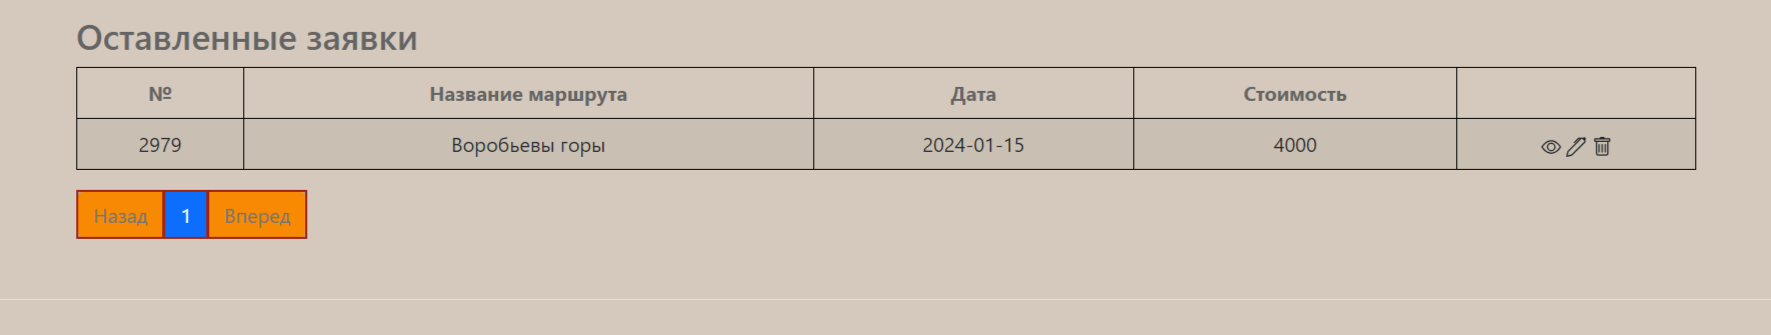 Оставленные заявки
№ Название маршрута Дата Стоимость
2979 Воробьевы горы 2024-01-15 4000
Назад 1 Вперед